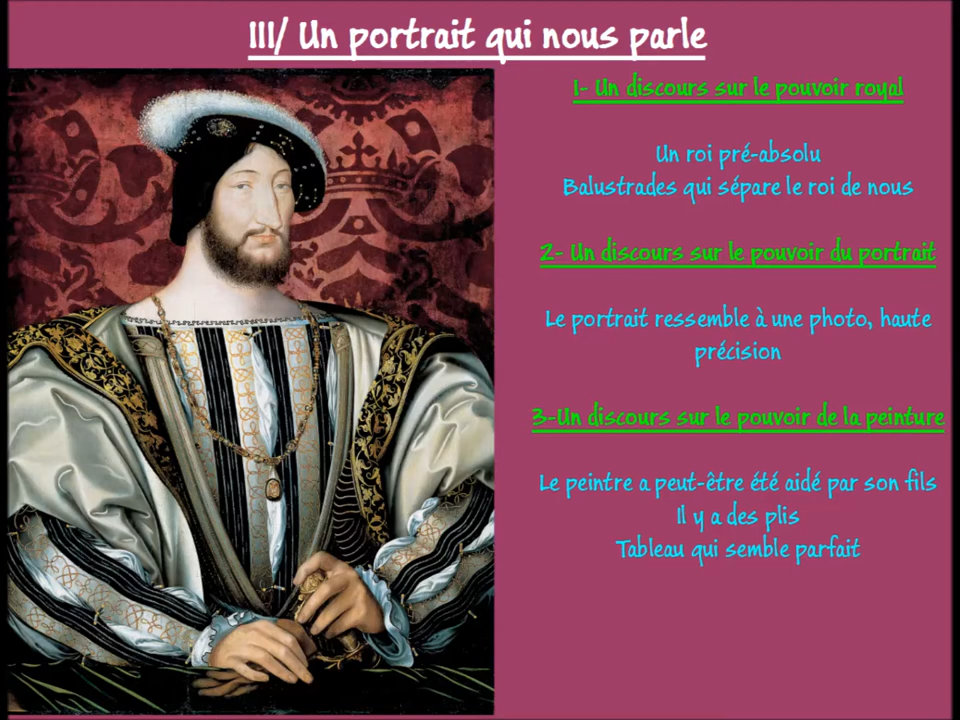 III/ Un portrait qui nous parle
1- Un discours sur le pouvoir royal
Un roi pré-absolu
Balustrades qui sépare le roi de nous
2- Un discours sur le pouvoir du portrait
Le portrait ressemble à une photo, haute
précision
3-Un discours sur le pouvoir de la peinture
Le peintre a peut-être été aidé par son fils
Il y a des plis
Tableau qui semble parfait